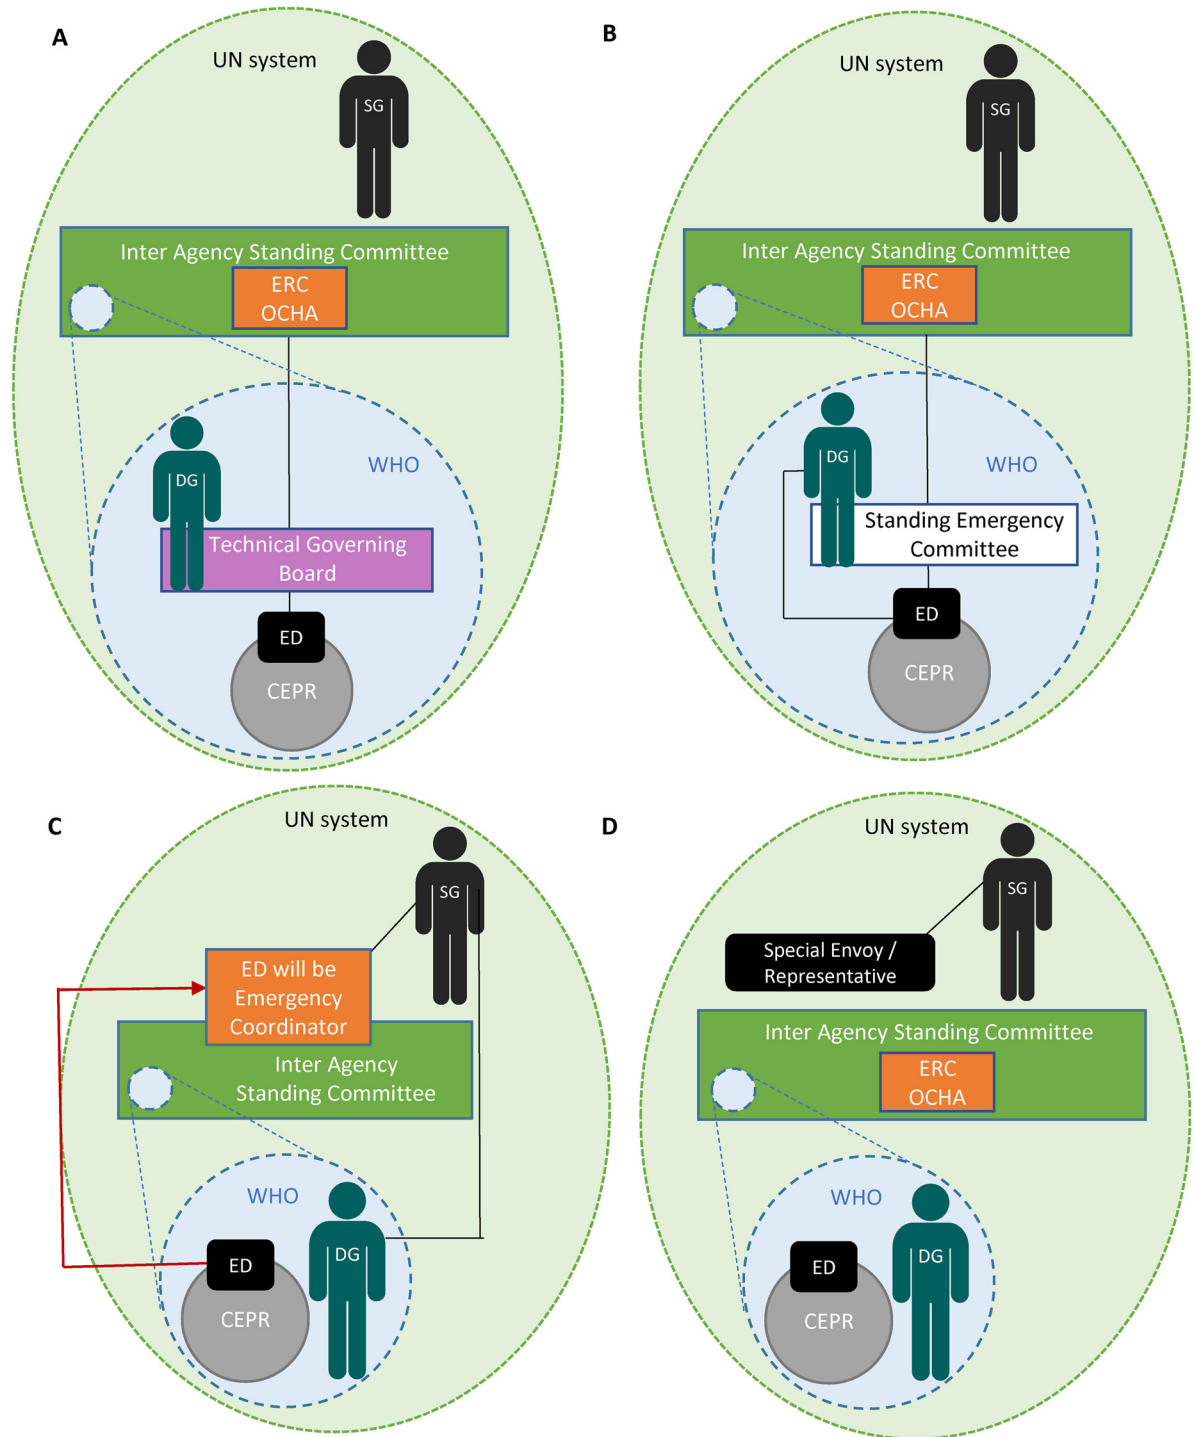 A
UN system
SG
Inter Agency Standing Committee
ERC
OCHA
WHO
DG
Technical Governing
Board
ED
CEPR
B
UN system
SG
Inter Agency Standing Committee
ERC
OCHA
DG
WHO
Standing Emergency
Committee
ED
CEPR
C
UN system
SG
ED will be
Emergency
Coordinator
Inter Agency
Standing Committee
WHO
DG
ED
CEPR
D
UN system
SG
Special Envoy /
Representative
Inter Agency Standing Committee
ERC
OCHA
WHO
DG
ED
CEPR